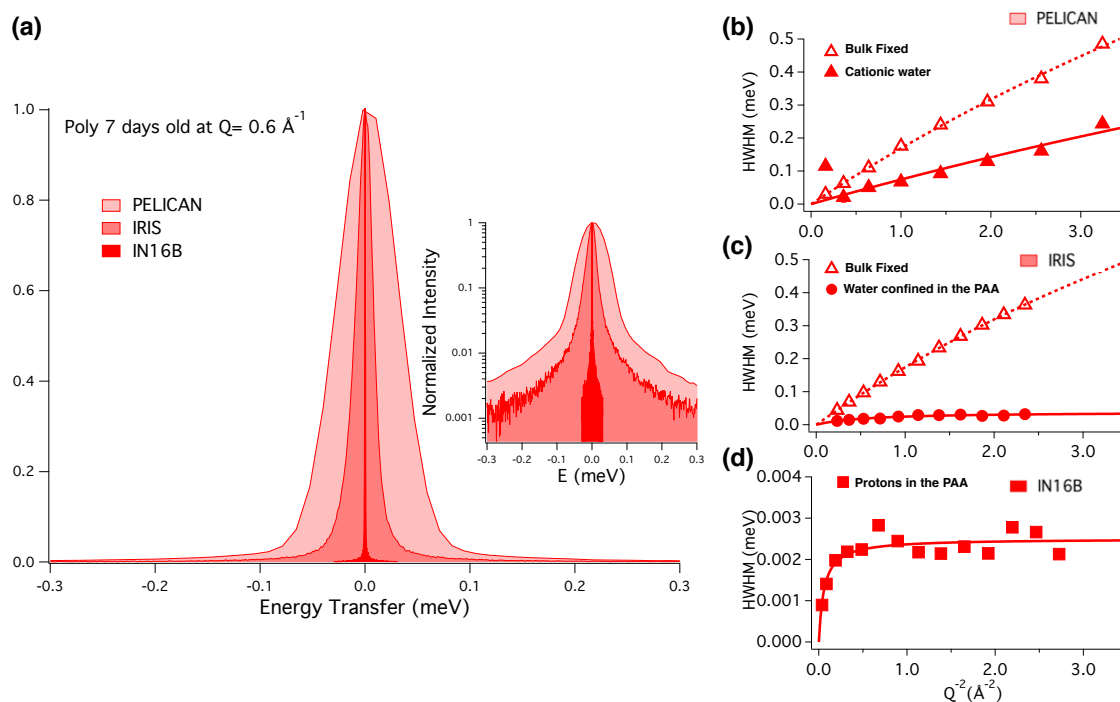 (a)
Poly 7 days old at Q= 0.6 Å⁻¹
PELICAN
IRIS
IN16B
1.0
0.8
0.6
0.4
0.2
0.0
-0.3
-0.2
-0.1
0.0
0.1
0.2
0.3
Energy Transfer (meV)
Normalized Intensity
1
0.1
0.01
0.001
-0.3
-0.2
-0.1
0.0
0.1
0.2
0.3
E (meV)
(b)
PELICAN
Bulk Fixed
Cationic water
HWHM (meV)
0.5
0.4
0.3
0.2
0.1
0.0
0.0
1.0
2.0
3.0
(c)
IRIS
Bulk Fixed
Water confined in the PAA
HWHM (meV)
0.5
0.4
0.3
0.2
0.1
0.0
0.0
1.0
2.0
3.0
(d)
Protons in the PAA
IN16B
HWHM (meV)
0.004
0.003
0.002
0.001
0.000
0.0
1.0
2.0
3.0
Q⁻²(Å⁻²)